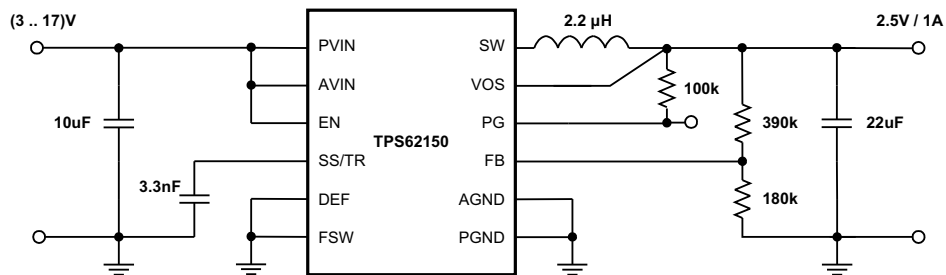 (3 .. 17)V
2.2 µH
2.5V / 1A
PVIN
SW
AVIN
VOS
100k
10uF
EN
PG
390k
22uF
TPS62150
SS/TR
FB
3.3nF
180k
DEF
AGND
FSW
PGND